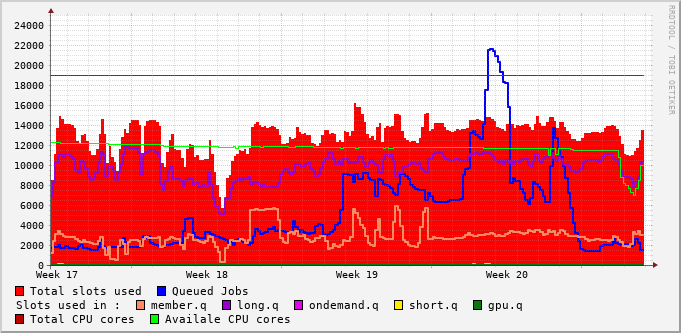 RRDTOOL / TOBI OETIKER
24000
22000
20000
18000
16000
14000
12000
10000
8000
6000
4000
2000
0
Week 17 Week 18 Week 19 Week 20
Total slots used Queued Jobs
Slots used in : member.q long.q ondemand.q short.q gpu.q
Total CPU cores Availale CPU cores